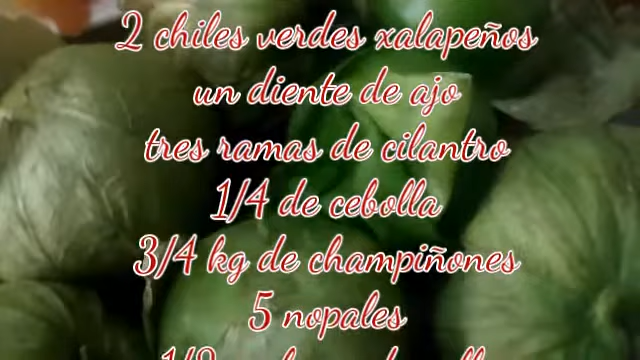 2 chiles verdes xalapeños
un diente de ajo
tres ramas de cilantro
1/4 de cebolla
3/4 kg de champiñones
5 nopales